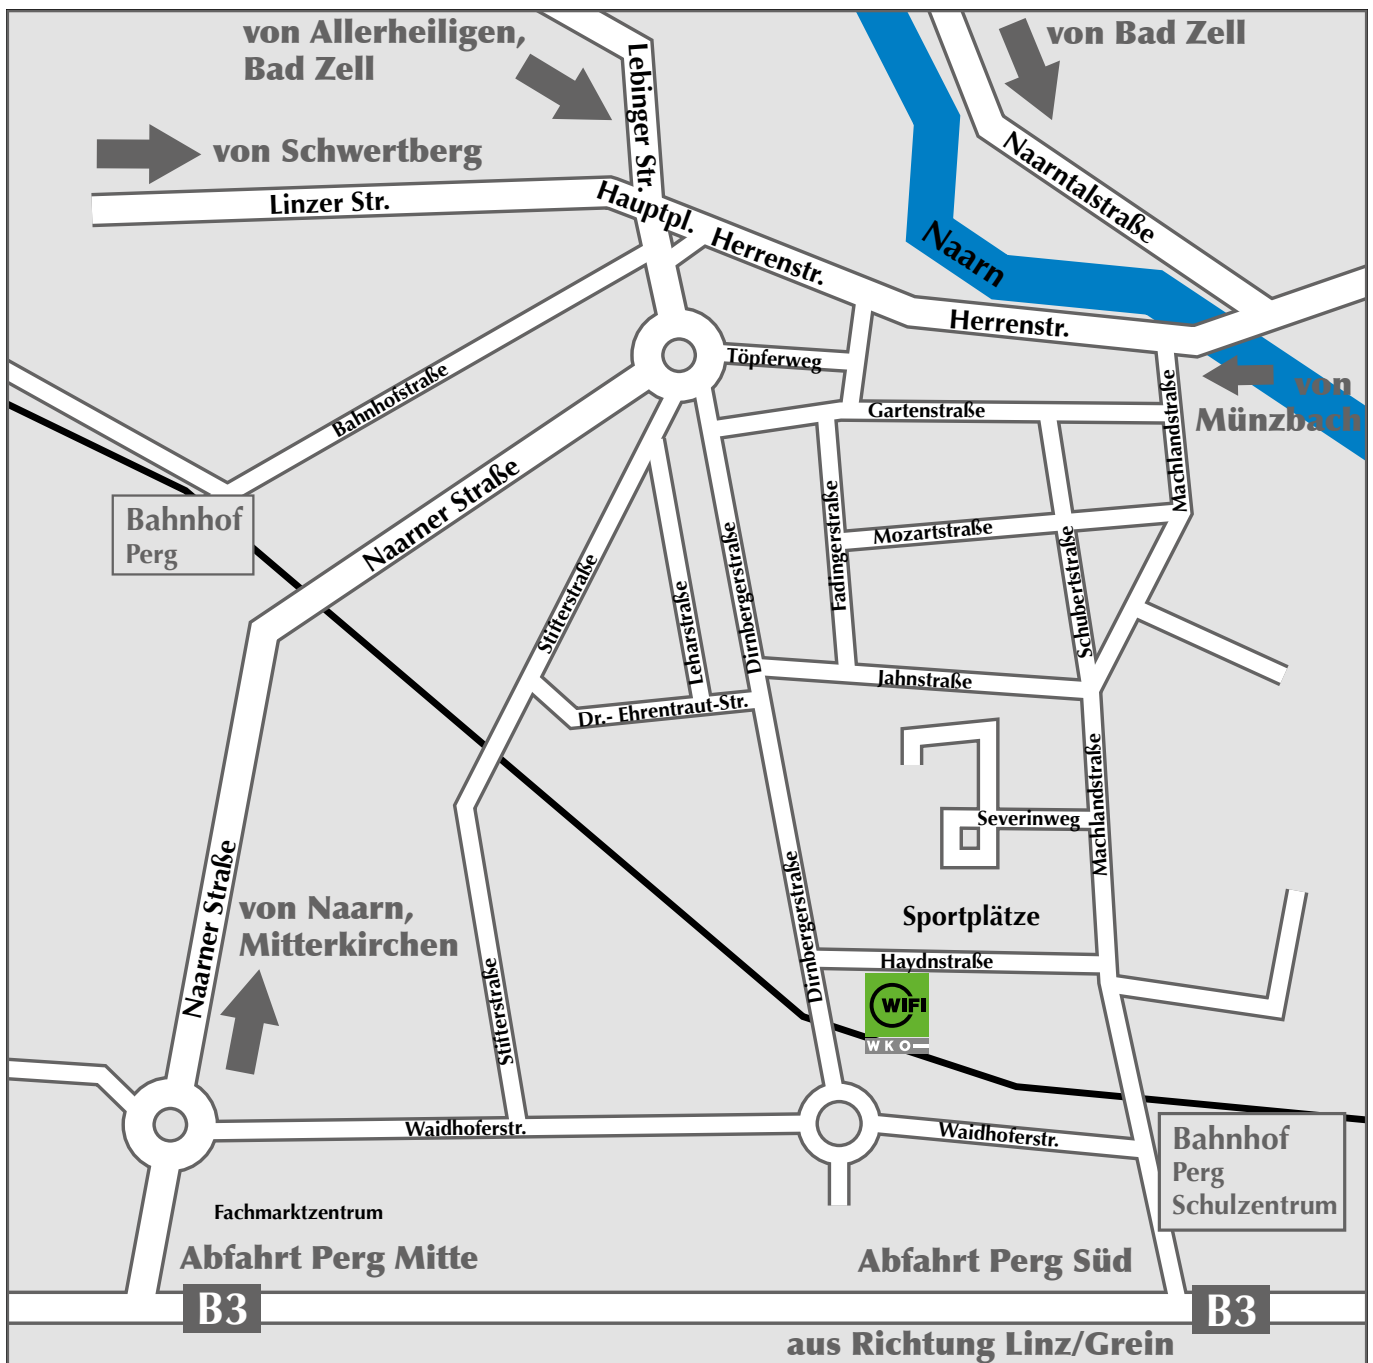 von Allerheiligen,
Bad Zell
von Bad Zell
von Schwertberg
Lebinger Str.
Linzer Str.
Hauptpl.
Herrenstr.
Naarntalstraße
Naarn
Herrenstr.
Töpferweg
Bahnhofstraße
Gartenstraße
Machlandstraße
von
Münzbach
Naarner Straße
Bahnhof
Perg
Stifterstraße
Leharstraße
Dirnbergerstraße
Fadingerstraße
Mozartstraße
Schubertstraße
Jahnstraße
Dr.- Ehrentraut-Str.
Severinweg
Machlandstraße
Naarner Straße
von Naarn,
Mitterkirchen
Stifterstraße
Dirnbergerstraße
Sportplätze
Haydnstraße
WIFI
WKO
Waidhoferstr.
Waidhoferstr.
Bahnhof
Perg
Schulzentrum
Fachmarktzentrum
Abfahrt Perg Mitte
Abfahrt Perg Süd
B3
B3
aus Richtung Linz/Grein